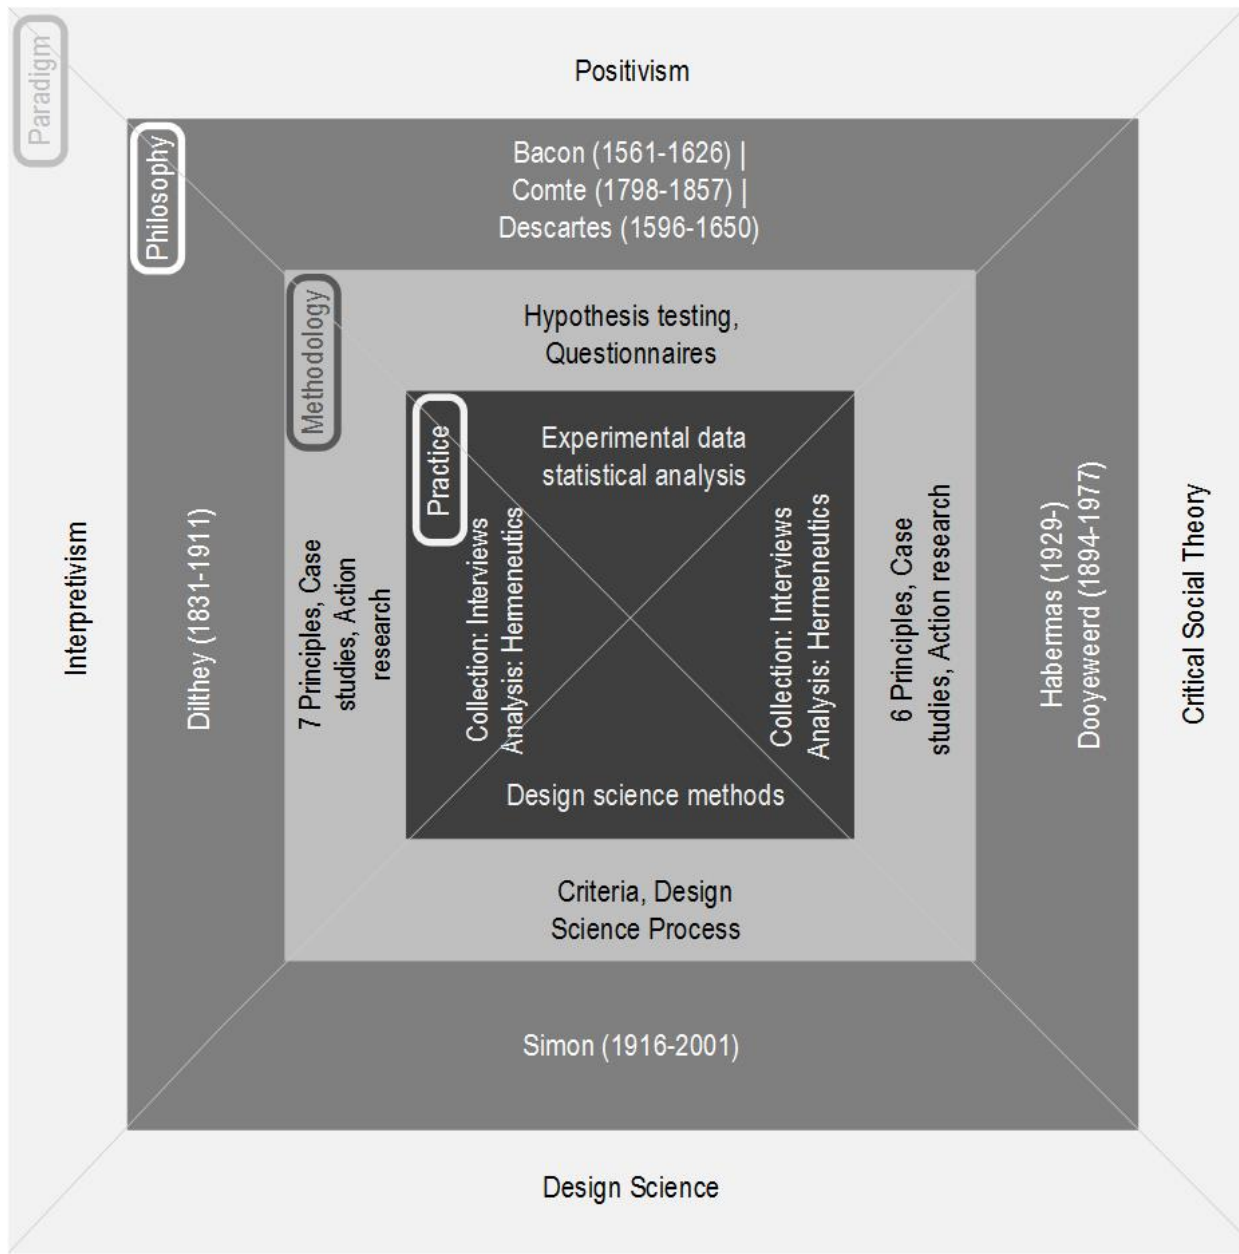 Paradigm
Positivism
Philosophy
Bacon (1561-1626) |
Comte (1798-1857) |
Descartes (1596-1650)
Methodology
Hypothesis testing,
Questionnaires
Practice
Experimental data
statistical analysis
Interpretivism
Dilthey (1831-1911)
7 Principles, Case
studies, Action
research
Collection: Interviews
Analysis: Hermeneutics
Collection: Interviews
Analysis: Hermeneutics
6 Principles, Case
studies, Action research
Habermas (1929-)
Dooyeweerd (1894-1977)
Critical Social Theory
Design science methods
Criteria, Design
Science Process
Simon (1916-2001)
Design Science